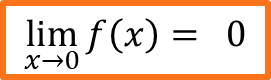 lim f(x) = 0
x→0